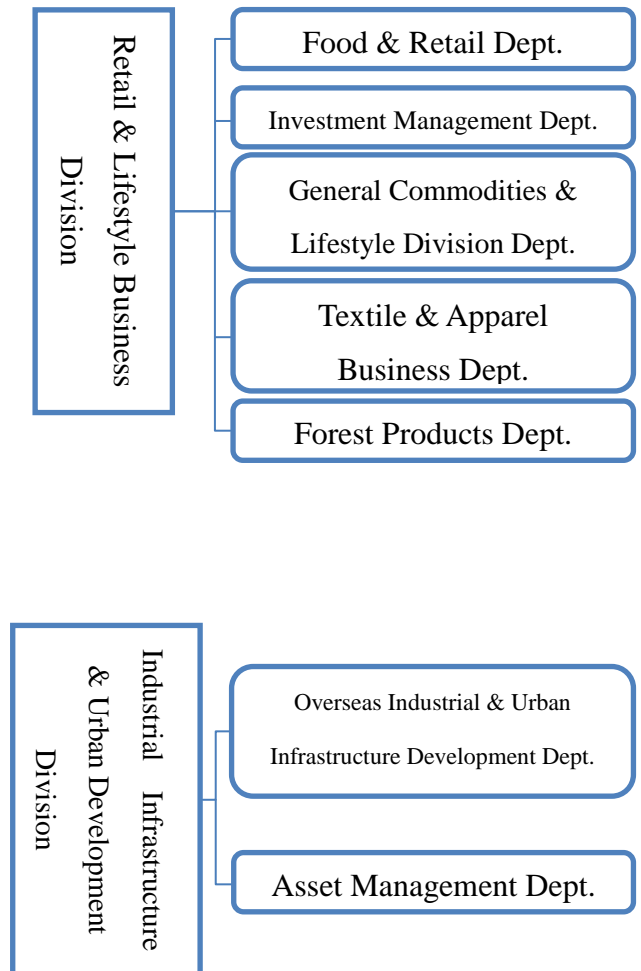 Retail & Lifestyle Business
Division
Food & Retail Dept.
Investment Management Dept.
General Commodities &
Lifestyle Division Dept.
Textile & Apparel
Business Dept.
Forest Products Dept.
Industrial Infrastructure
& Urban Development
Division
Overseas Industrial & Urban
Infrastructure Development Dept.
Asset Management Dept.